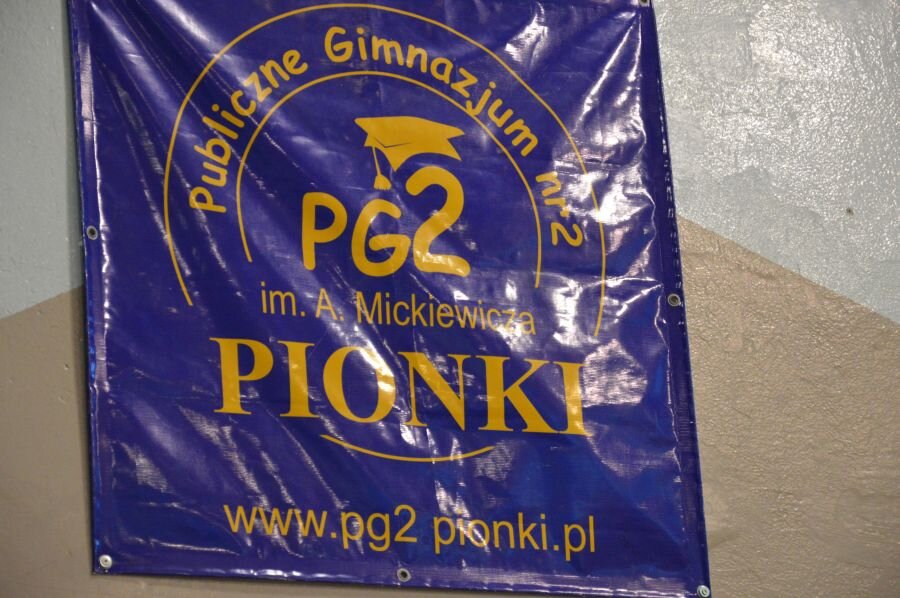 Publiczne Gimnazjum nr 2
PG2
im. A. Mickiewicza
PIONKI
www.pg2 pionki.pl